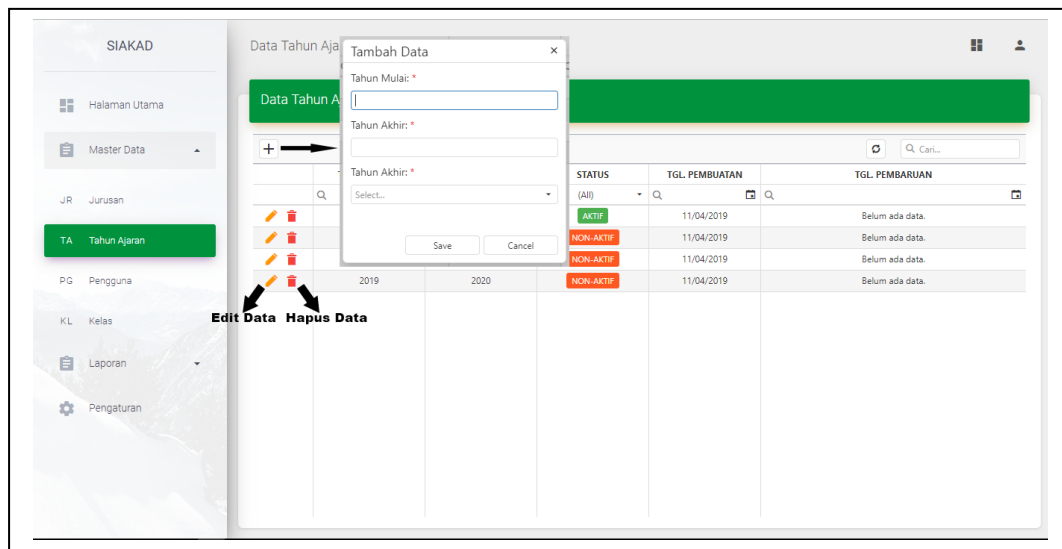 SIAKAD
Halaman Utama
Master Data
JR Jurusan
TA Tahun Ajaran
PG Pengguna
KL Kelas
Laporan
Pengaturan
Data Tahun Aja
Data Tahun A
Tambah Data ×
Tahun Mulai: *
Tahun Akhir: *
Tahun Akhir: *
Select...
Save Cancel
Cari...
STATUS TGL. PEMBUATAN TGL. PEMBARUAN
(All)
AKTIF 11/04/2019 Belum ada data.
NON-AKTIF 11/04/2019 Belum ada data.
NON-AKTIF 11/04/2019 Belum ada data.
2019 2020 NON-AKTIF 11/04/2019 Belum ada data.
Edit Data Hapus Data